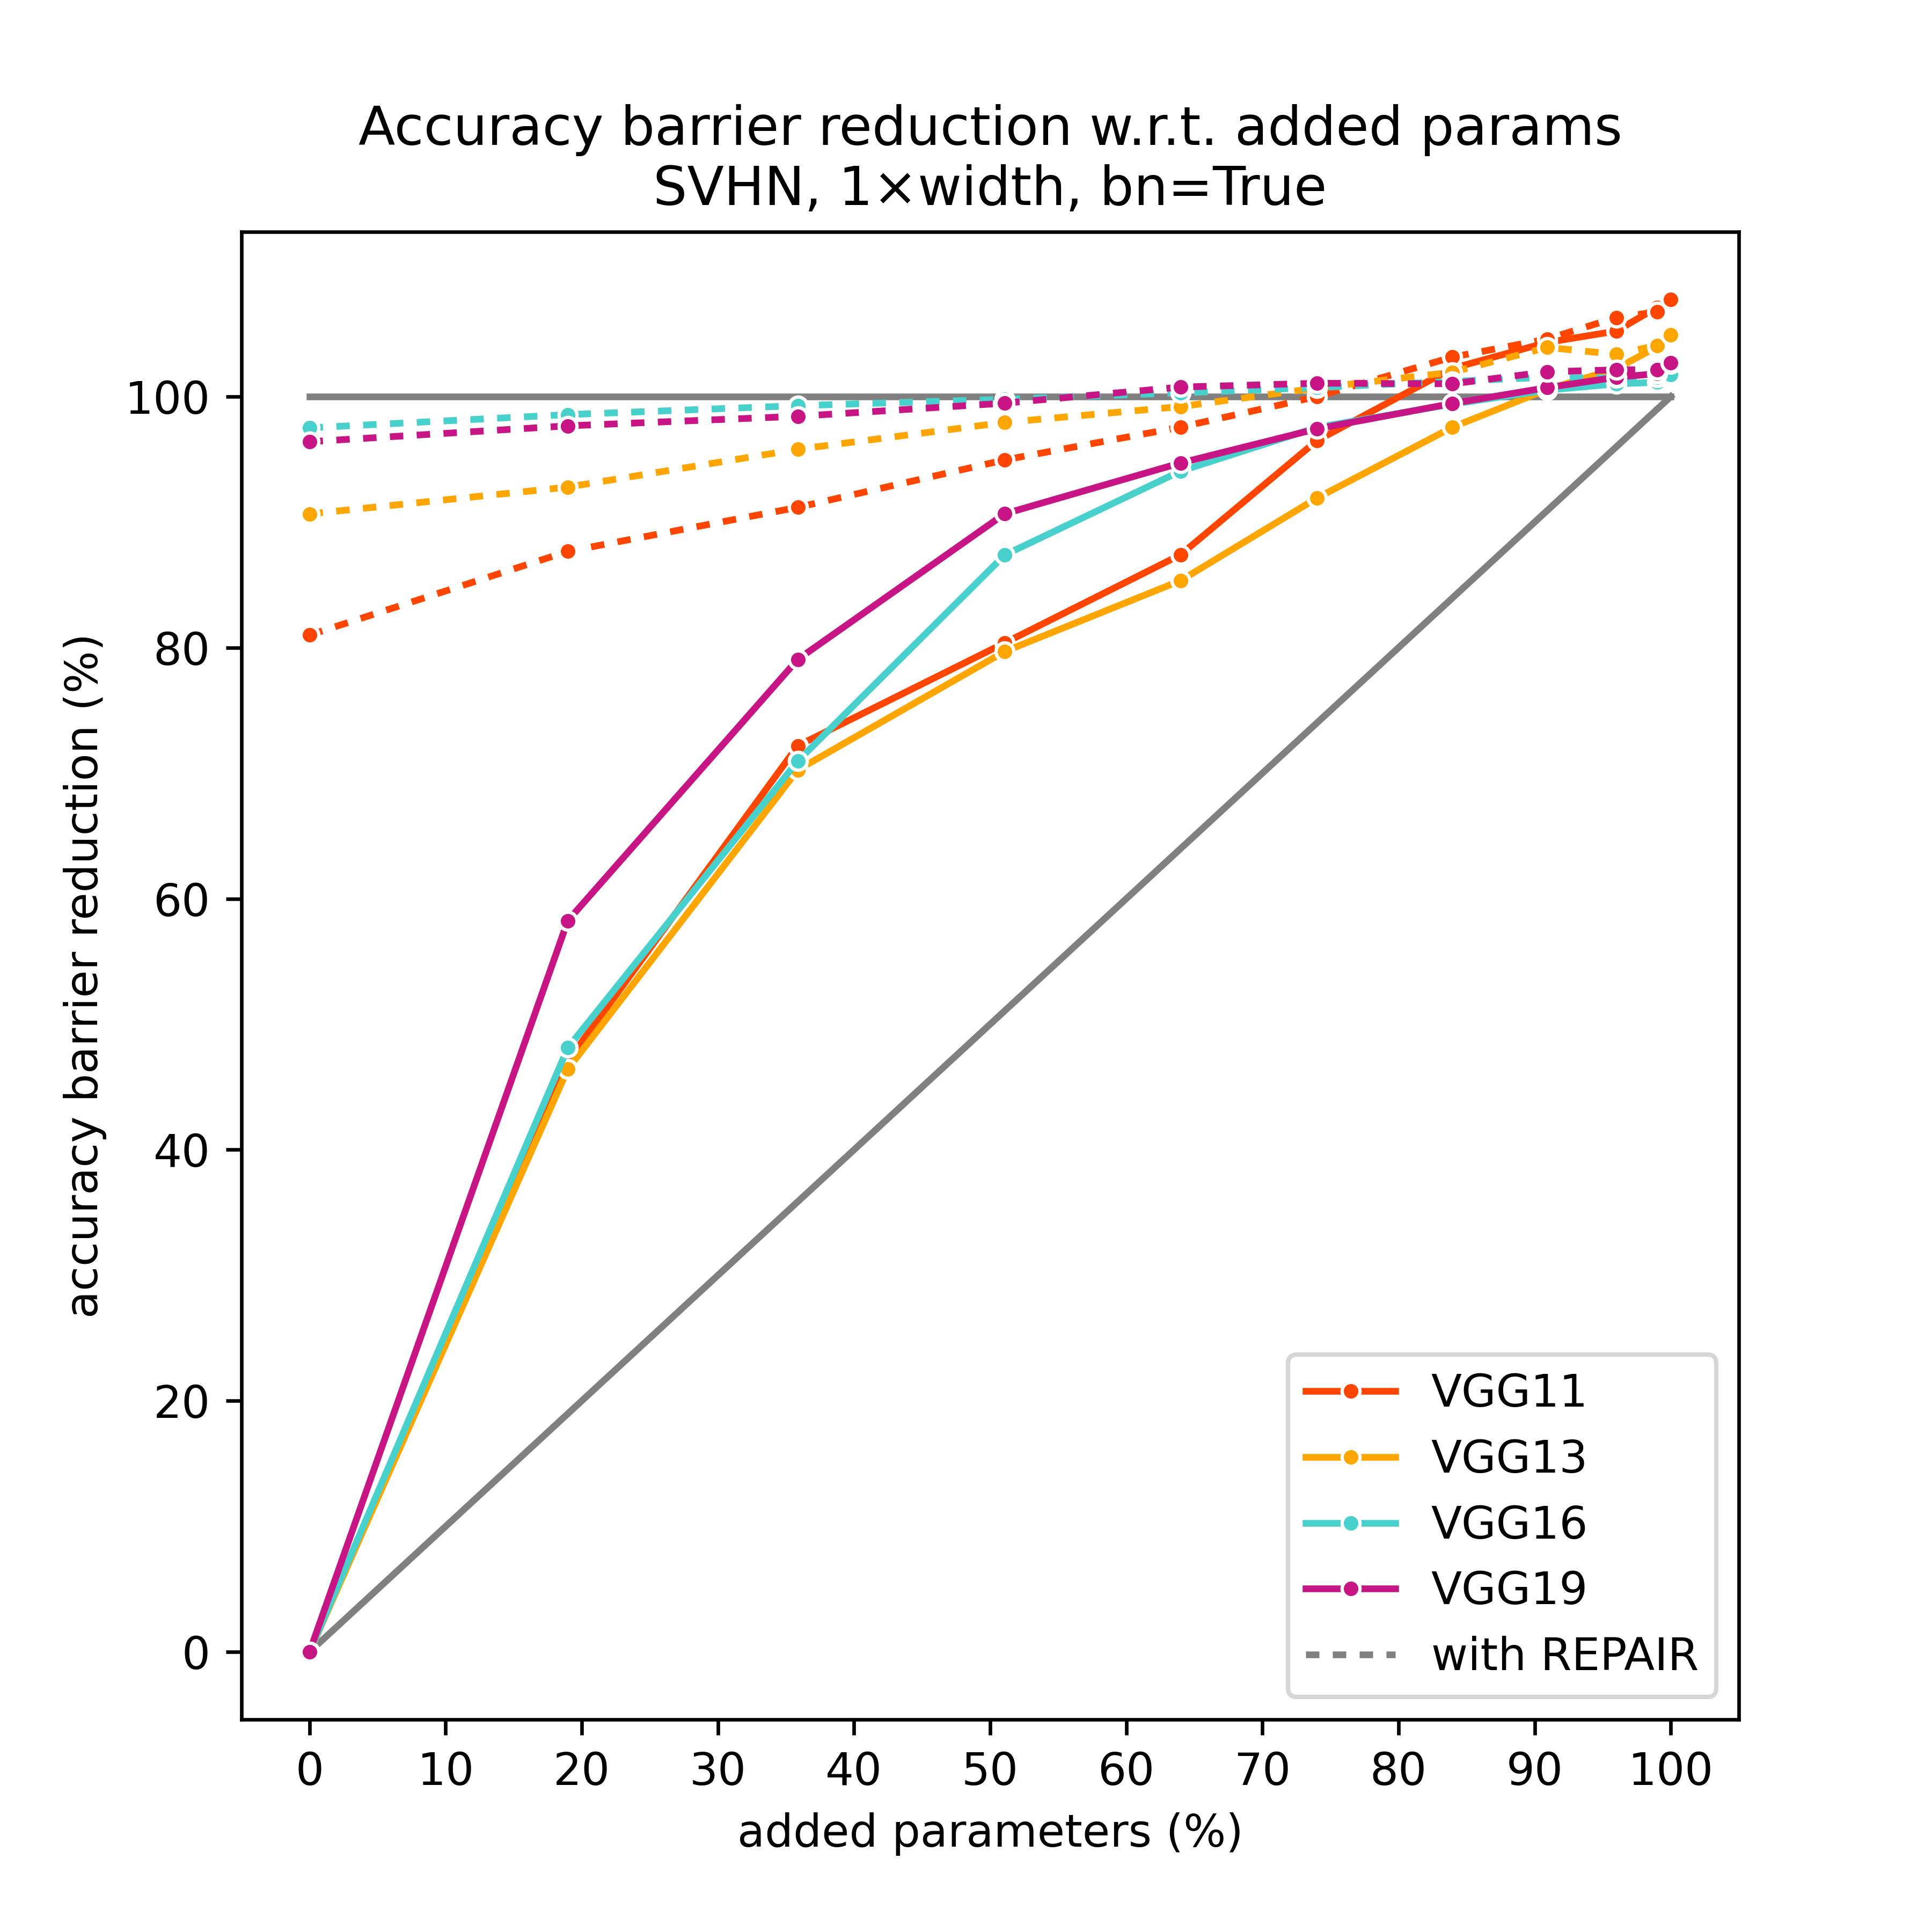 Accuracy barrier reduction w.r.t. added params
SVHN, 1×width, bn=True
accuracy barrier reduction (%)
100
80
60
40
20
0
0 10 20 30 40 50 60 70 80 90 100
added parameters (%)
VGG11
VGG13
VGG16
VGG19
with REPAIR